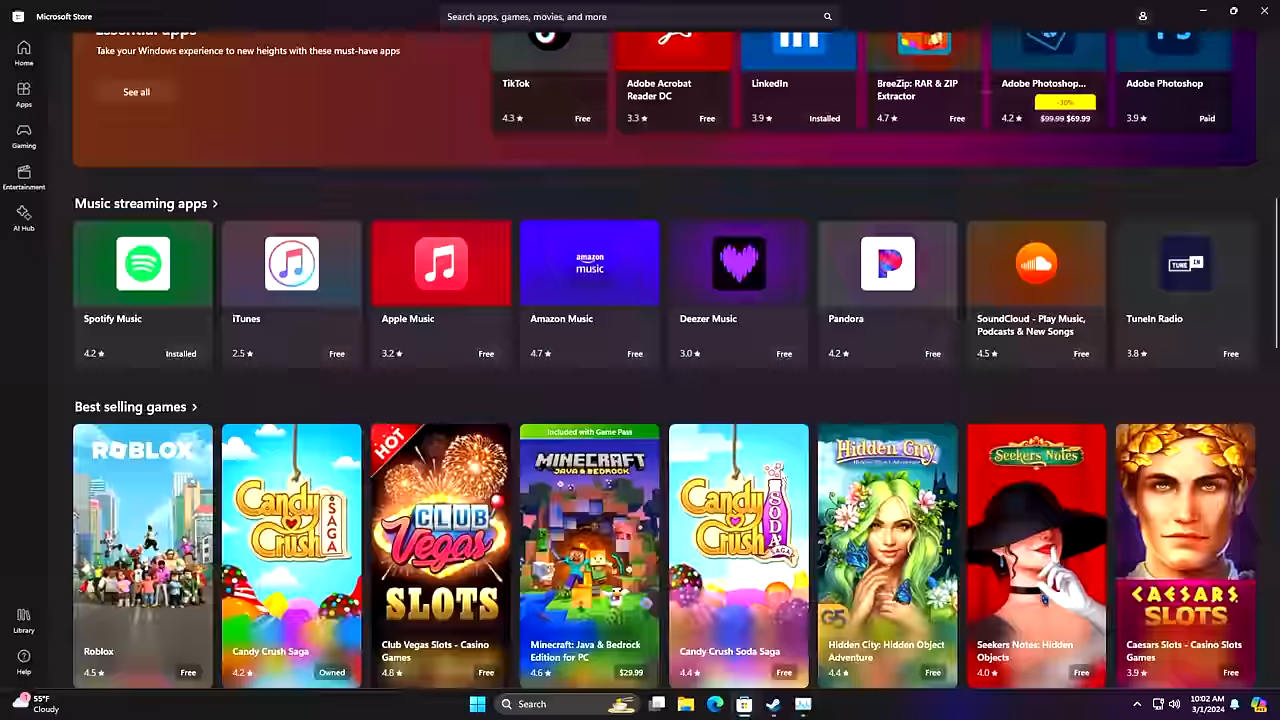 Microsoft Store
Search apps, games, movies, and more
Home
Apps
Gaming
Entertainment
AI Hub
Library
Help
Essential apps
Take your Windows experience to new heights with these must-have apps
See all
TikTok
4.3 ★ Free
Adobe Acrobat
Reader DC
3.3 ★ Free
LinkedIn
3.9 ★ Installed
BreeZip: RAR & ZIP
Extractor
4.7 ★ Free
Adobe Photoshop...
-30%
4.2 ★ $99.99 $69.99
Adobe Photoshop
3.9 ★ Paid
Music streaming apps >
Spotify Music
4.2 ★ Installed
iTunes
2.5 ★ Free
Apple Music
3.2 ★ Free
amazon
music
Amazon Music
4.7 ★ Free
Deezer Music
3.0 ★ Free
Pandora
4.2 ★ Free
SoundCloud - Play Music,
Podcasts & New Songs
4.5 ★ Free
TUNE IN
TuneIn Radio
3.8 ★ Free
Best selling games >
ROBLOX
Roblox
4.5 ★ Free
Candy
Crush
SAGA
Candy Crush Saga
4.2 ★ Owned
HOT
CLUB
Vegas
SLOTS
Club Vegas Slots - Casino
Games
4.8 ★ Free
Included with Game Pass
MINECRAFT
JAVA & BEDROCK
Minecraft: Java & Bedrock
Edition for PC
4.6 ★ $29.99
Candy
Crush
SODA
SAGA
Candy Crush Soda Saga
4.4 ★ Free
Hidden City
G5
Hidden City: Hidden Object
Adventure
4.4 ★ Free
Seekers Notes
Seekers Notes: Hidden
Objects
4.0 ★ Free
CAESARS
SLOTS
Caesars Slots - Casino Slots
Games
3.9 ★ Free
1
55°F
Cloudy
Search
10:02 AM
3/1/2024